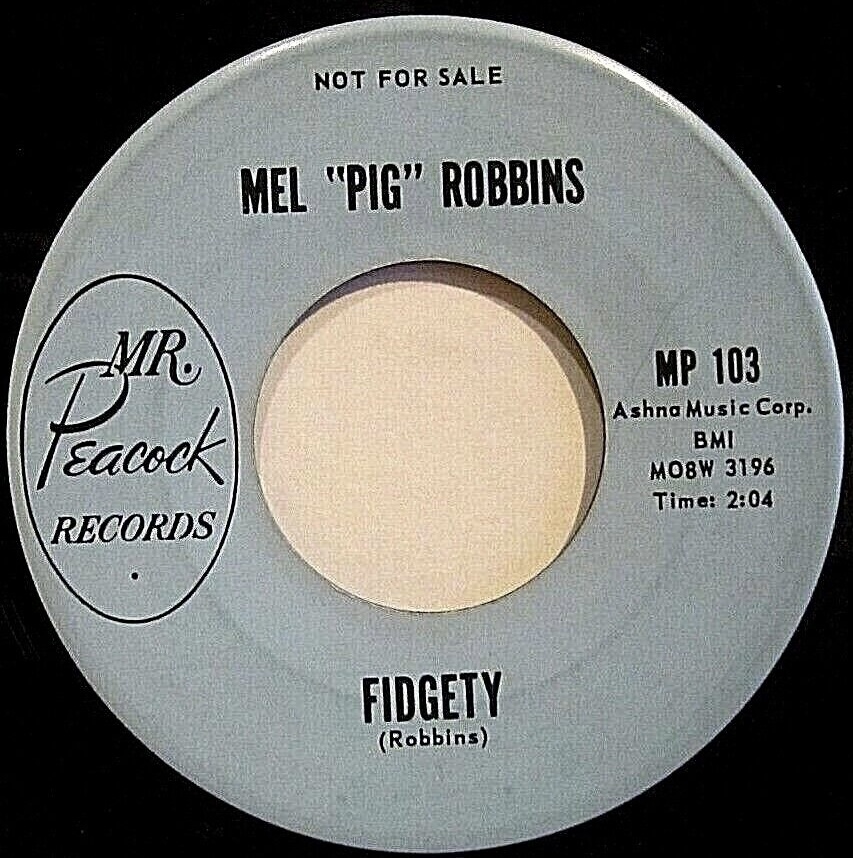 NOT FOR SALE
MEL "PIG" ROBBINS
MR.
Peacock
RECORDS
MP 103
Ashna Music Corp.
BMI
MO8W 3196
Time: 2:04
FIDGETY
(Robbins)